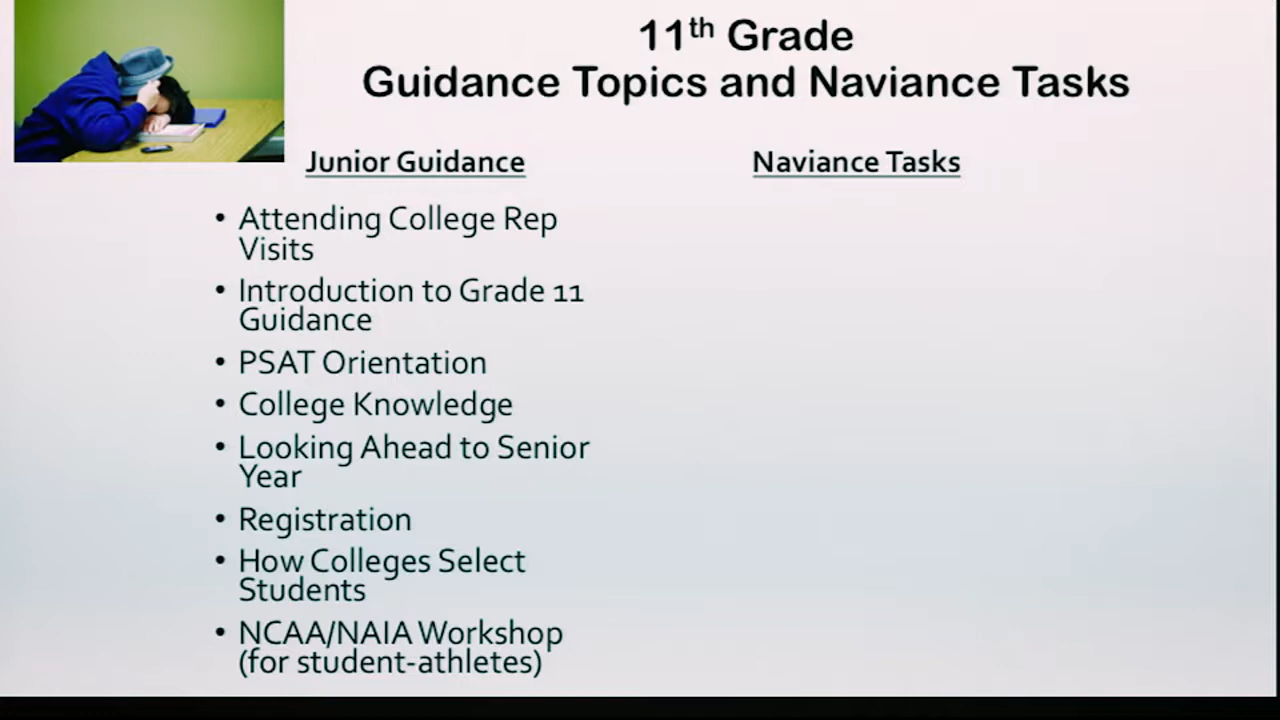 11th Grade
Guidance Topics and Naviance Tasks
Junior Guidance
• Attending College Rep
Visits
• Introduction to Grade 11
Guidance
• PSAT Orientation
• College Knowledge
• Looking Ahead to Senior
Year
• Registration
• How Colleges Select
Students
• NCAA/NAIA Workshop
(for student-athletes)
Naviance Tasks